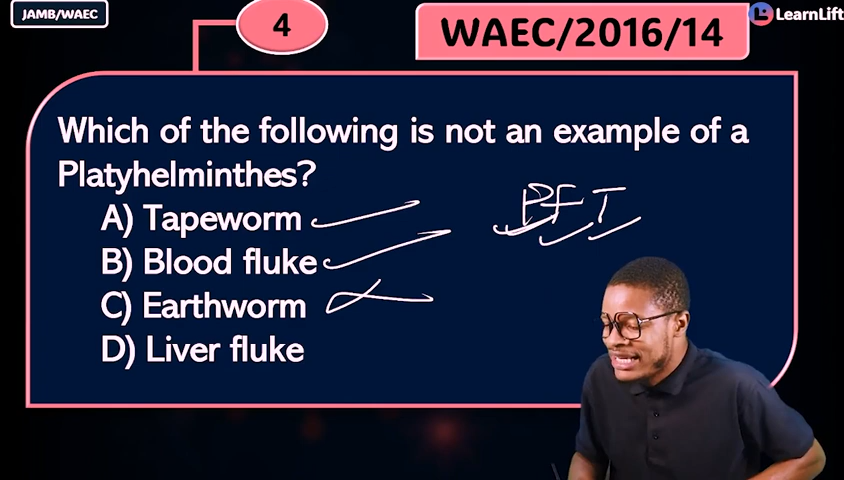 JAMB/WAEC
4
WAEC/2016/14
LearnLift
Which of the following is not an example of a
Platyhelminthes?
A) Tapeworm
B) Blood fluke
C) Earthworm
D) Liver fluke
PFT